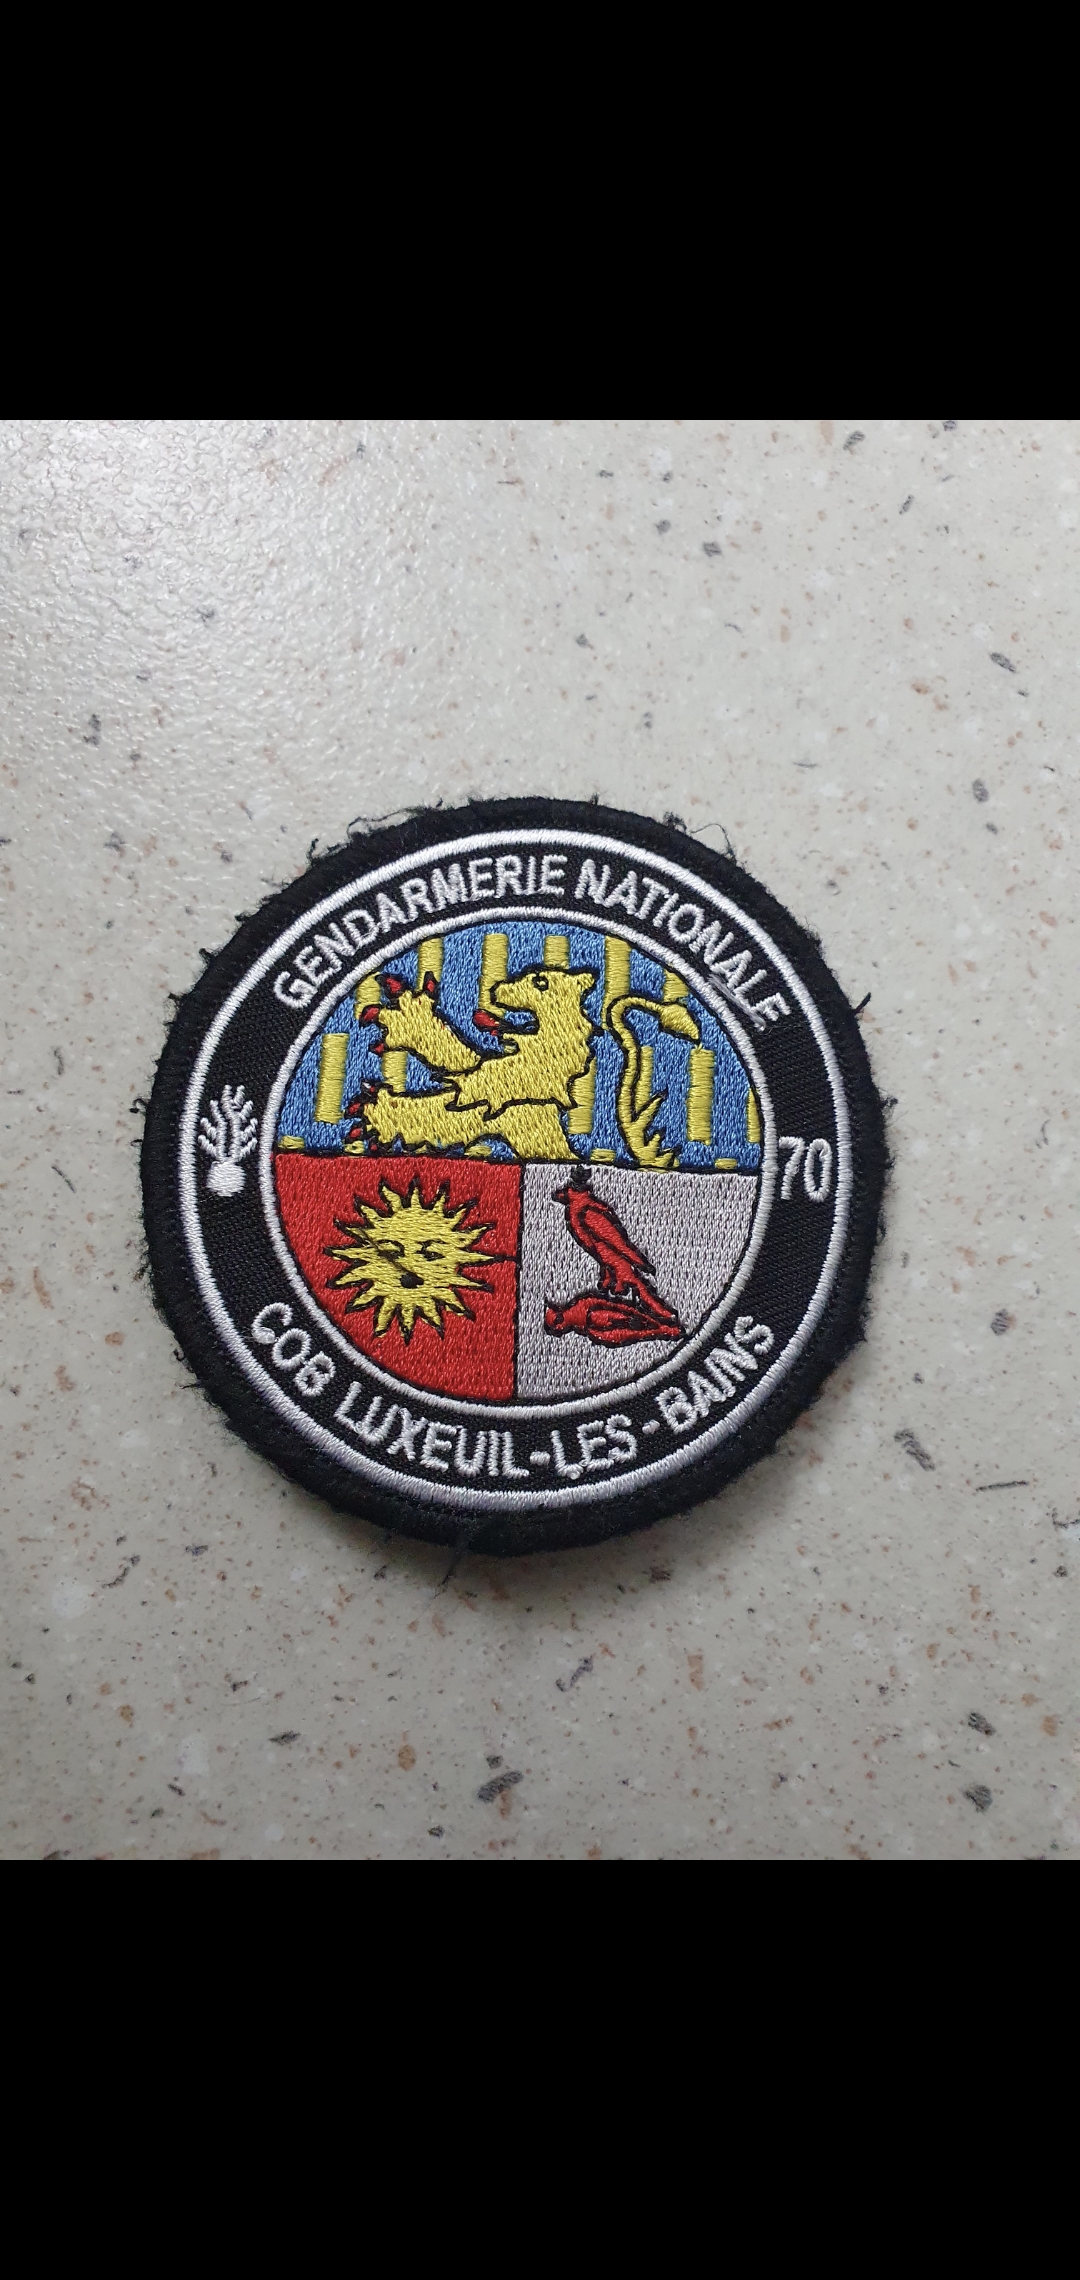 GENDARMERIE NATIONALE
70
COB LUXEUIL-LES-BAINS